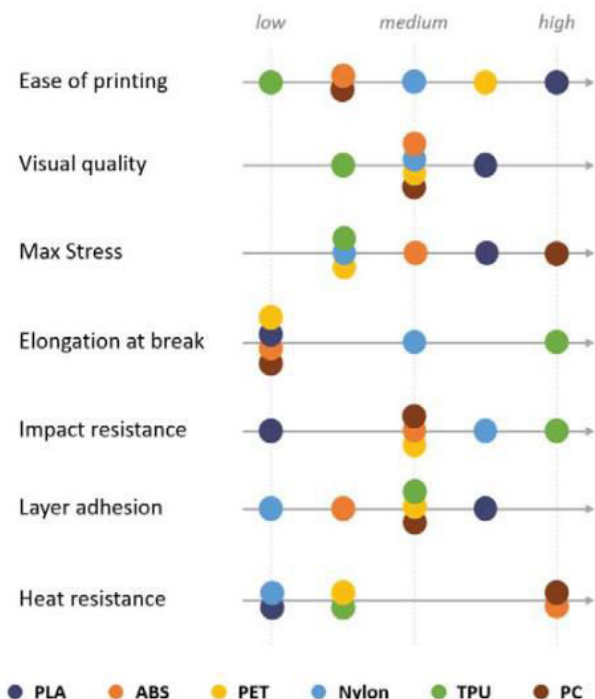 low medium high
Ease of printing
Visual quality
Max Stress
Elongation at break
Impact resistance
Layer adhesion
Heat resistance
PLA ABS PET Nylon TPU PC